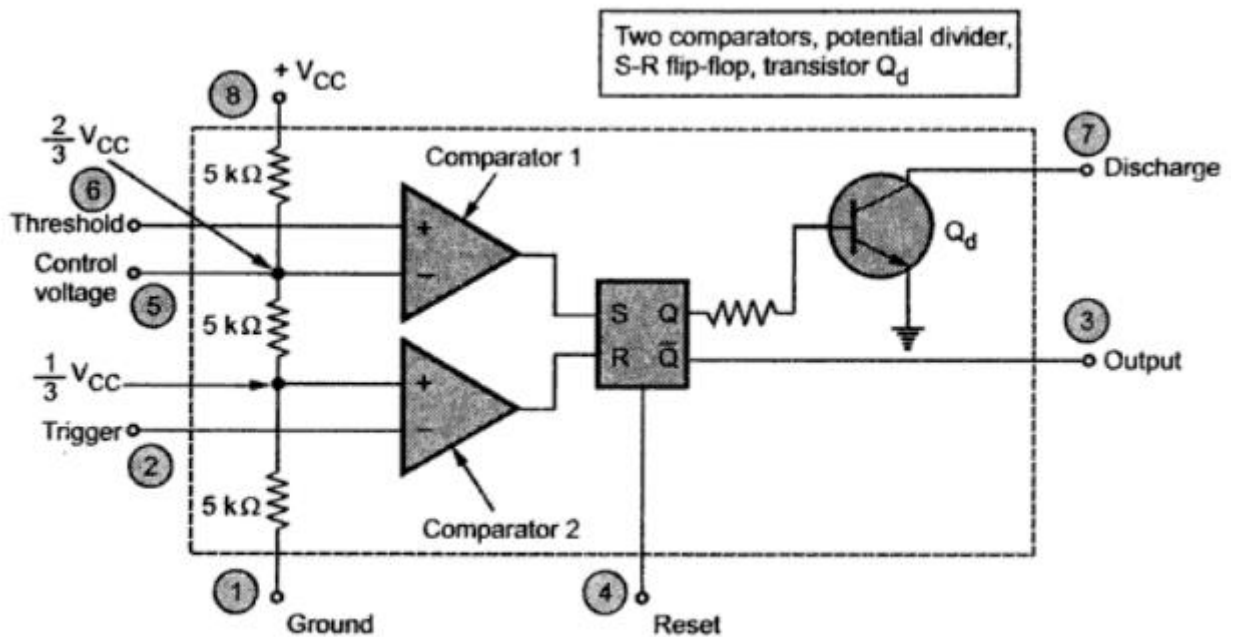 Two comparators, potential divider,
S-R flip-flop, transistor Qd
8
+ VCC
2/3 VCC
7
5 kΩ
Comparator 1
Discharge
6
Threshold
+
Qd
Control
voltage
−
5
5 kΩ
S Q
3
R Q̅
Output
1/3 VCC
+
Trigger
−
2
5 kΩ
Comparator 2
1
4
Ground
Reset